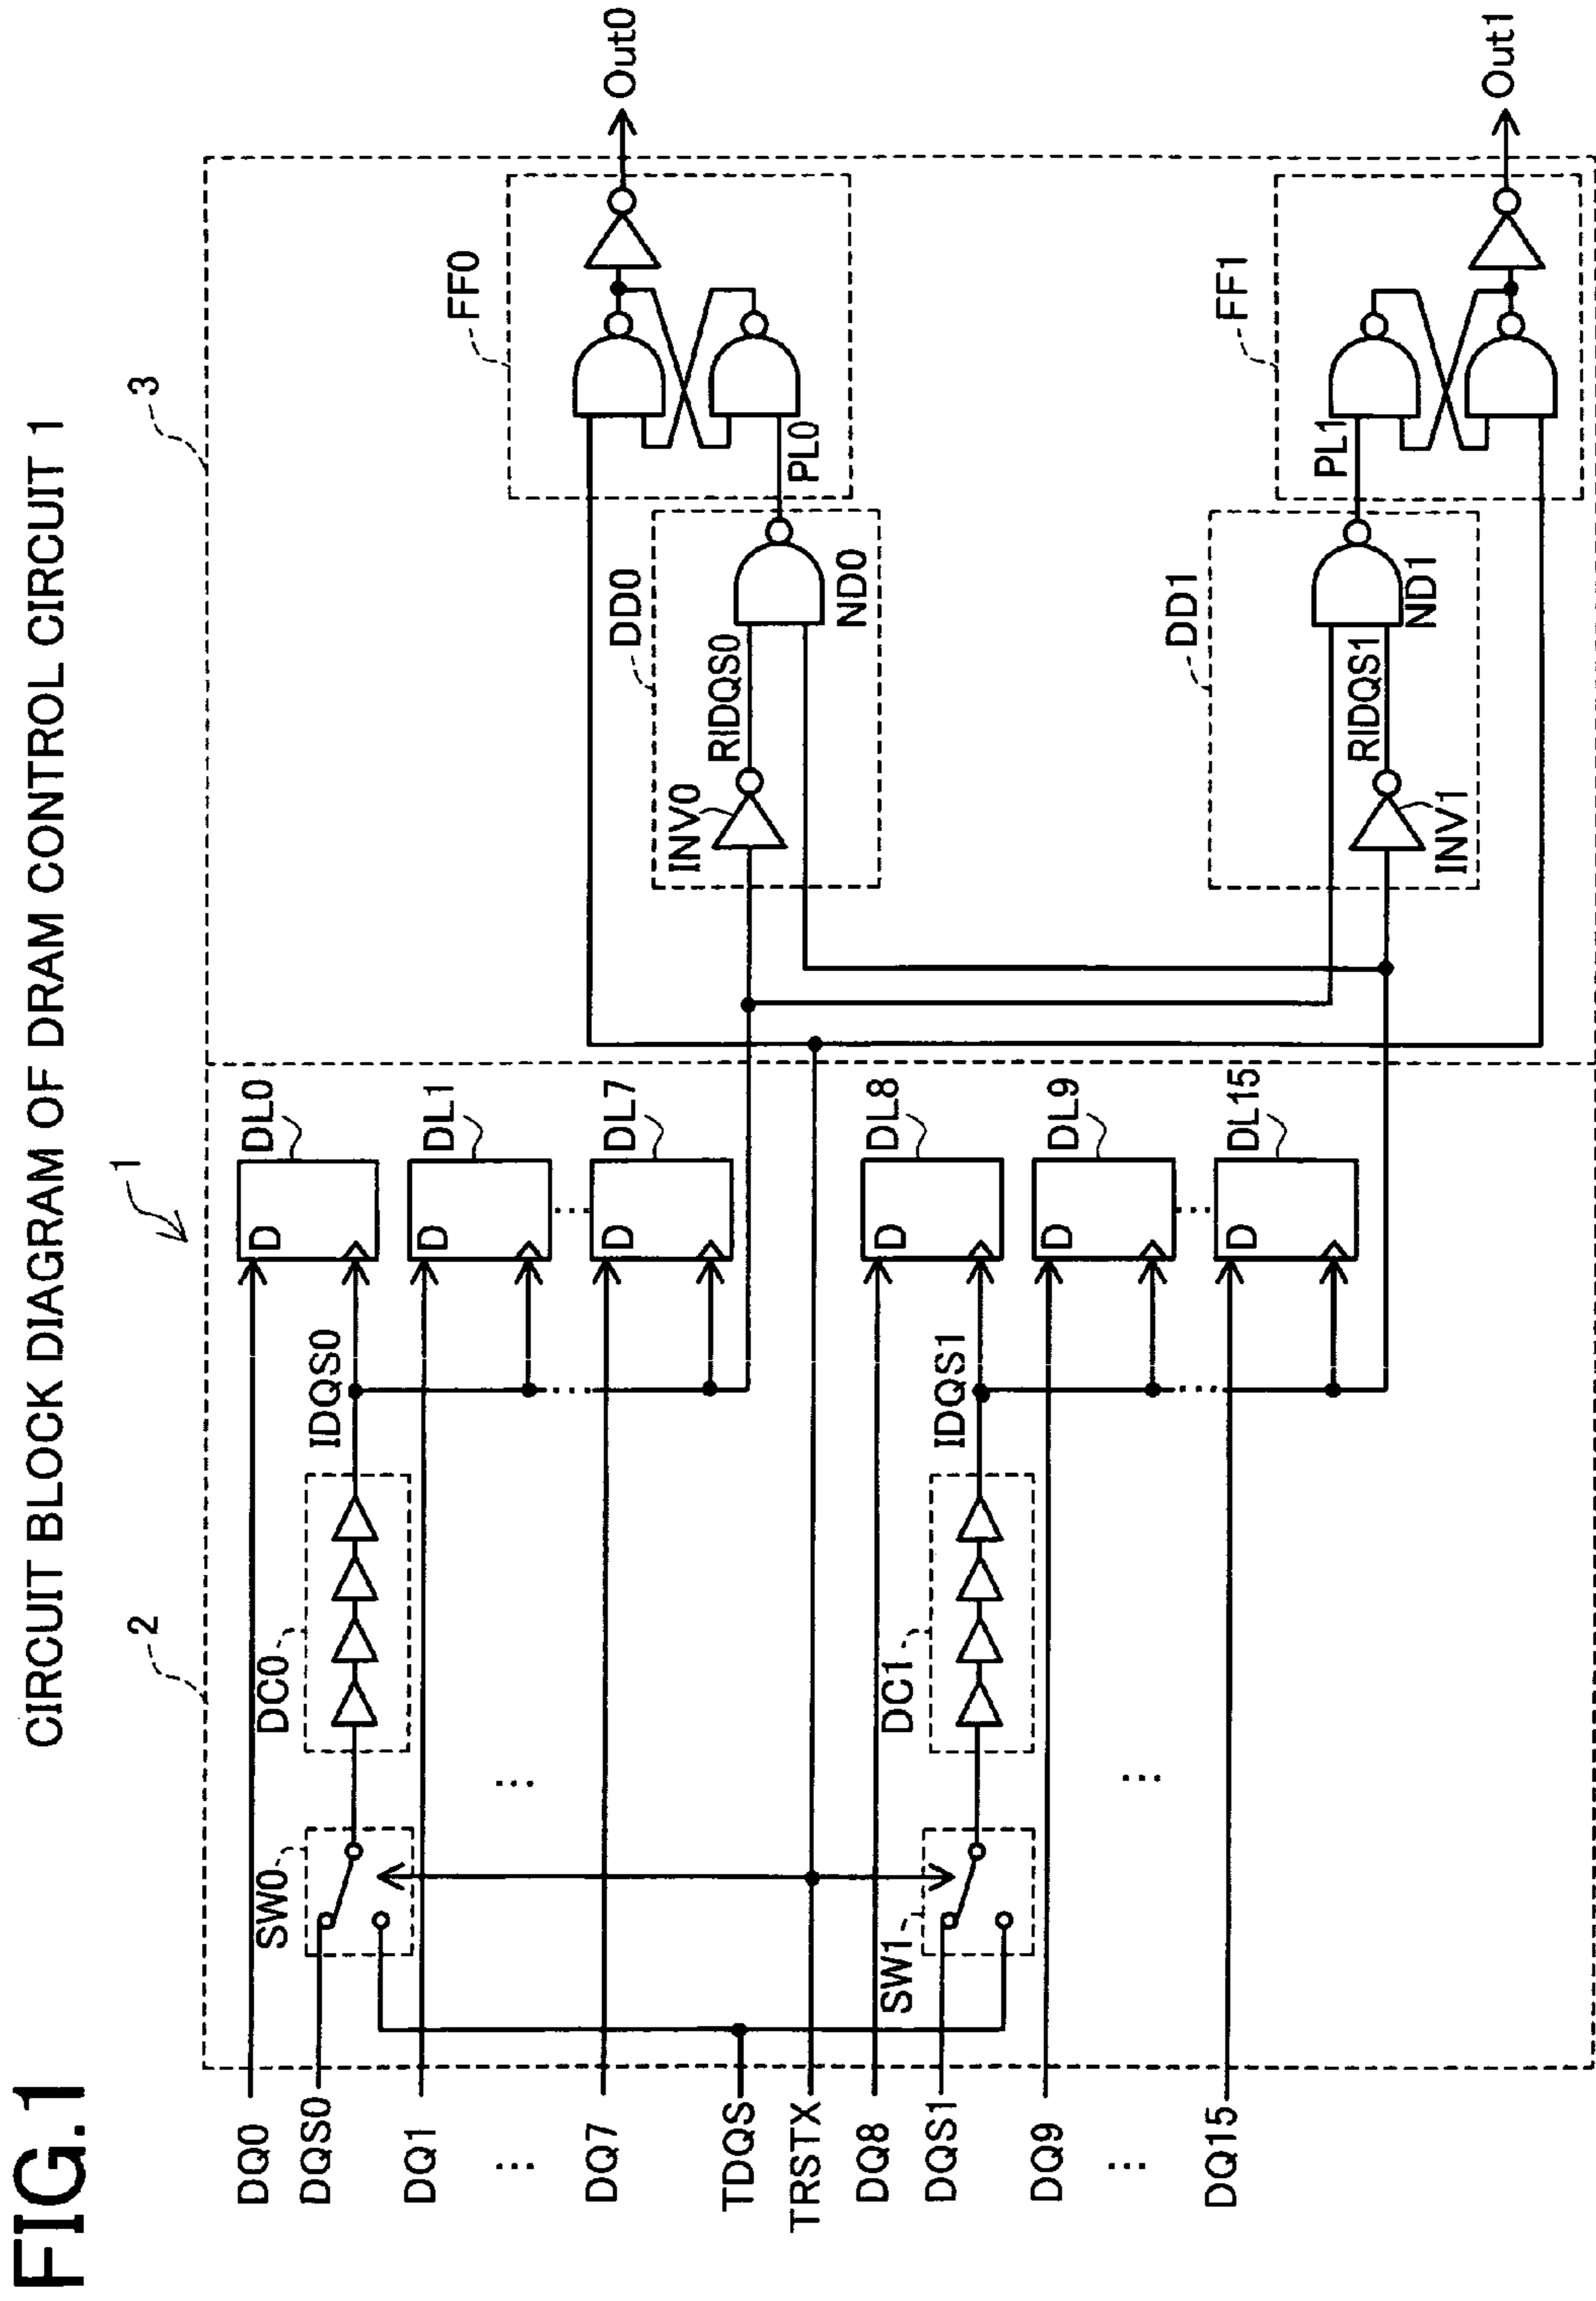 FIG.1
CIRCUIT BLOCK DIAGRAM OF DRAM CONTROL CIRCUIT 1
1
2
3
DQ0
DQS0
DQ1
...
DQ7
TDQS
TRSTX
DQ8
DQS1
DQ9
...
DQ15
SW0
DC0
IDQS0
D
DL0
D
DL1
...
...
...
D
DL7
SW1
DC1
IDQS1
D
DL8
D
DL9
...
...
...
D
DL15
INV0
RIDQS0
DD0
ND0
PL0
FF0
Out0
INV1
RIDQS1
DD1
ND1
PL1
FF1
Out1